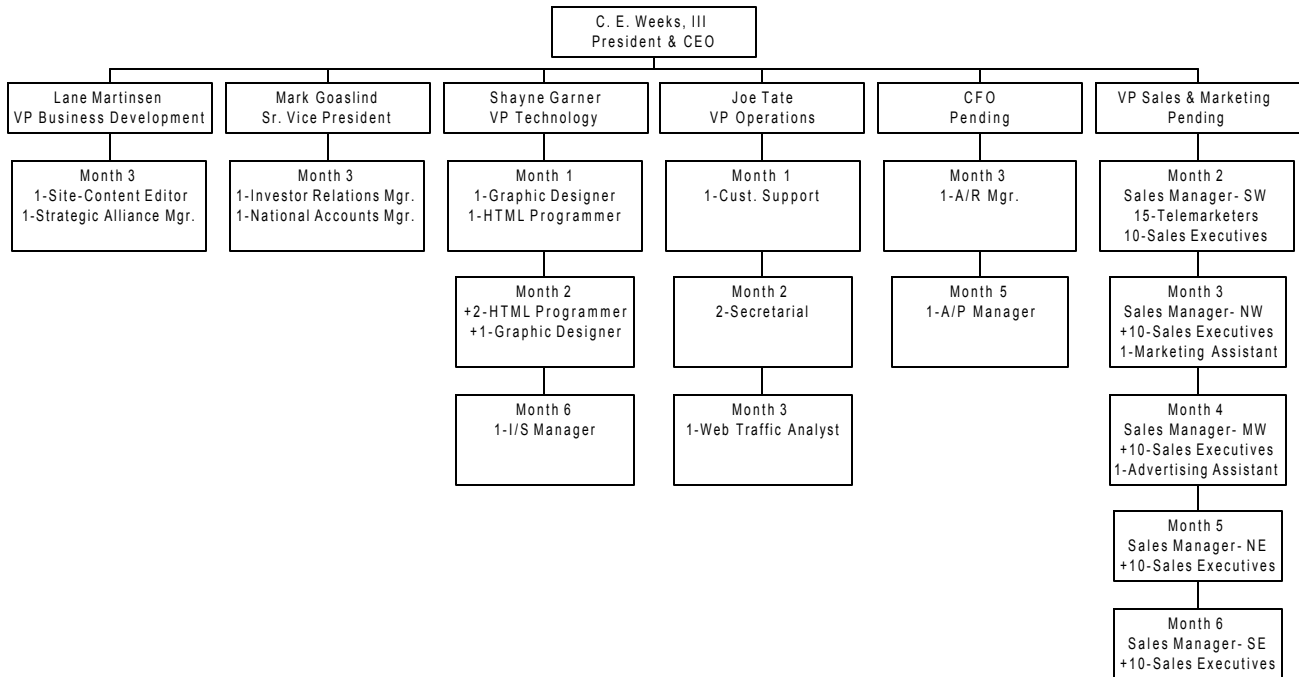 C. E. Weeks, III
President & CEO
Lane Martinsen
VP Business Development
Mark Goaslind
Sr. Vice President
Shayne Garner
VP Technology
Joe Tate
VP Operations
CFO
Pending
VP Sales & Marketing
Pending
Month 3
1-Site-Content Editor
1-Strategic Alliance Mgr.
Month 3
1-Investor Relations Mgr.
1-National Accounts Mgr.
Month 1
1-Graphic Designer
1-HTML Programmer
Month 1
1-Cust. Support
Month 3
1-A/R Mgr.
Month 2
Sales Manager- SW
15-Telemarketers
10-Sales Executives
Month 2
+2-HTML Programmer
+1-Graphic Designer
Month 2
2-Secretarial
Month 5
1-A/P Manager
Month 3
Sales Manager- NW
+10-Sales Executives
1-Marketing Assistant
Month 6
1-I/S Manager
Month 3
1-Web Traffic Analyst
Month 4
Sales Manager- MW
+10-Sales Executives
1-Advertising Assistant
Month 5
Sales Manager- NE
+10-Sales Executives
Month 6
Sales Manager- SE
+10-Sales Executives